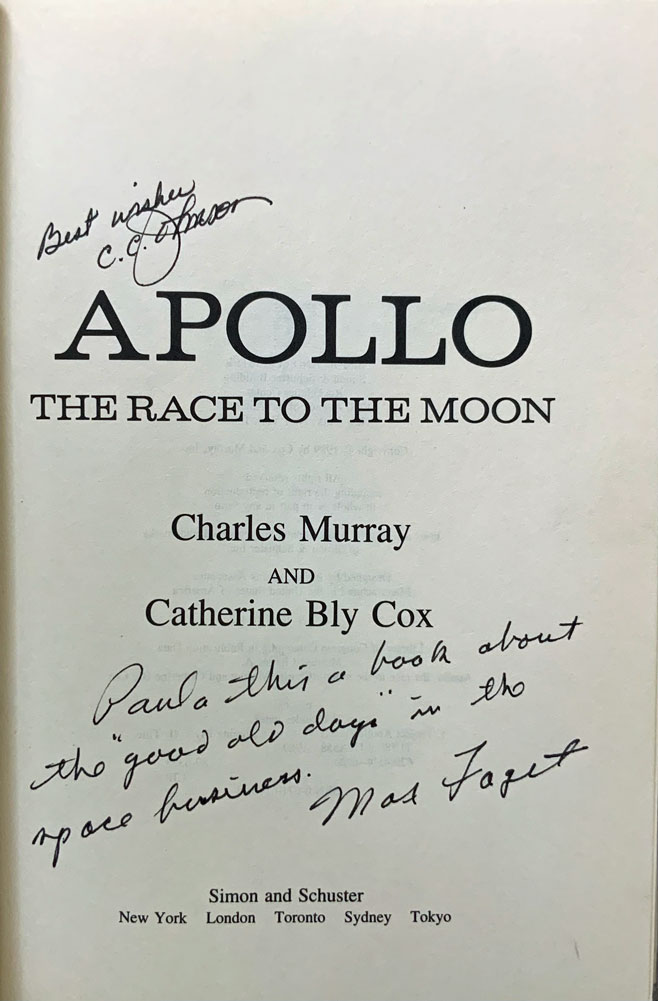 Best wishes
C.C. Johnson
APOLLO
THE RACE TO THE MOON
Charles Murray
AND
Catherine Bly Cox
Paula this a book about
the "good old days" in the
space business.
Max Faget
Simon and Schuster
New York London Toronto Sydney Tokyo